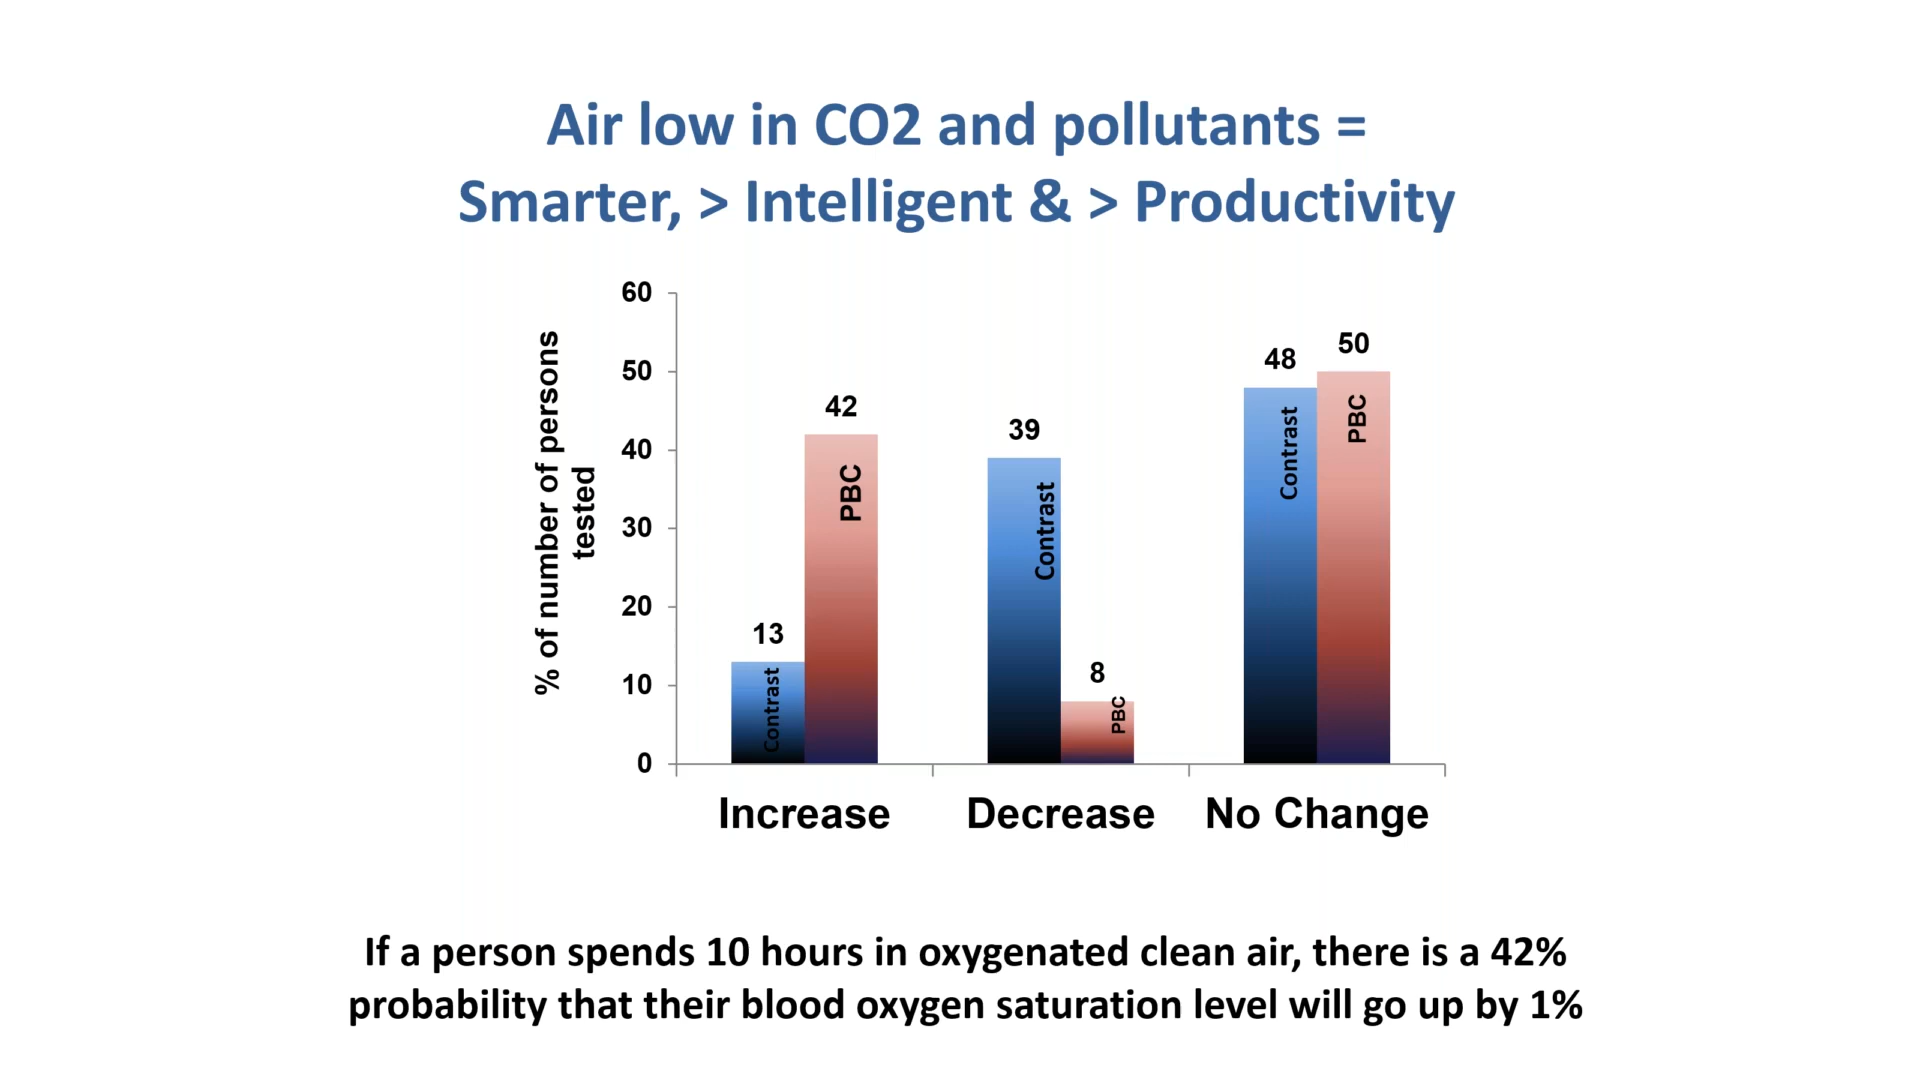 Air low in CO2 and pollutants =
Smarter, > Intelligent & > Productivity
% of number of persons
tested
60
50
40
30
20
10
0
13
Contrast
42
PBC
39
Contrast
8
PBC
48
Contrast
50
PBC
Increase
Decrease
No Change
If a person spends 10 hours in oxygenated clean air, there is a 42%
probability that their blood oxygen saturation level will go up by 1%